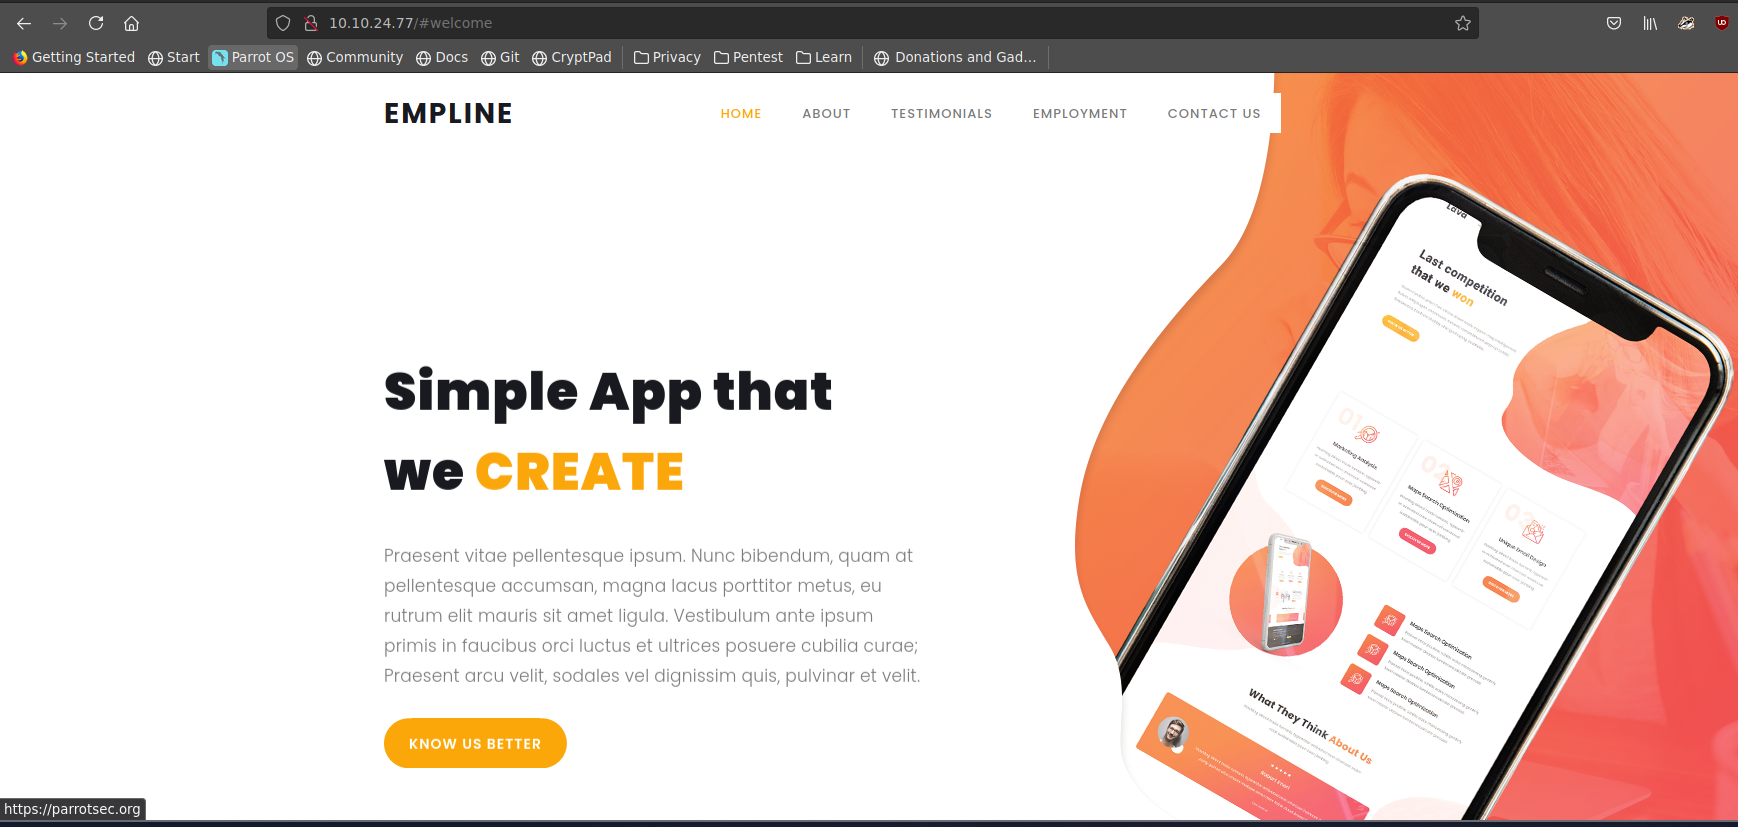 10.10.24.77/#welcome
Getting Started Start Parrot OS Community Docs Git CryptPad Privacy Pentest Learn Donations and Gad...
EMPLINE HOME ABOUT TESTIMONIALS EMPLOYMENT CONTACT US
Simple App that
we CREATE
Praesent vitae pellentesque ipsum. Nunc bibendum, quam at
pellentesque accumsan, magna lacus porttitor metus, eu
rutrum elit mauris sit amet ligula. Vestibulum ante ipsum
primis in faucibus orci luctus et ultrices posuere cubilia curae;
Praesent arcu velit, sodales vel dignissim quis, pulvinar et velit.
KNOW US BETTER
Lava
Last competition
that we won
01
Marketing Analysis
02
Maps Search Optimization
03
Unique Email Design
Maps Search Optimization
Maps Search Optimization
Maps Search Optimization
What They Think About Us
https://parrotsec.org